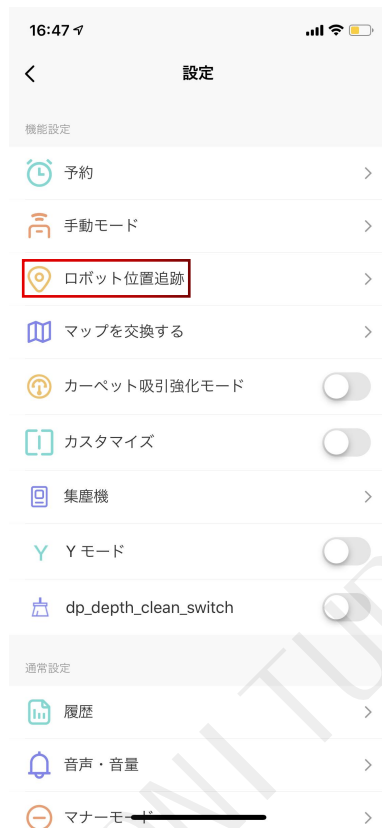 16:47
設定
機能設定
予約
手動モード
ロボット位置追跡
マップを交換する
カーペット吸引強化モード
カスタマイズ
集塵機
Y モード
dp_depth_clean_switch
通常設定
履歴
音声・音量
マナーモード